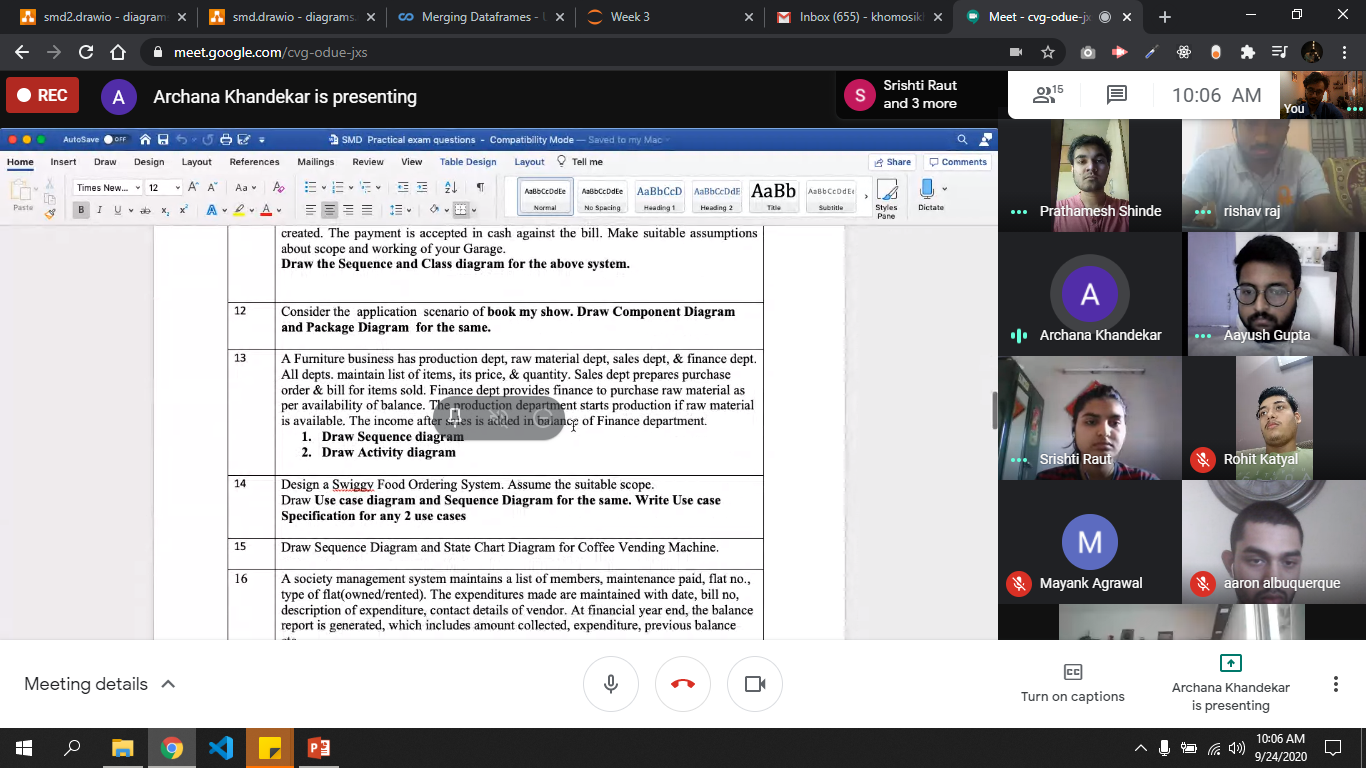 smd2.drawio - diagram
smd.drawio - diagrams.
Merging Dataframes -
Week 3
Inbox (655) - khomosik
Meet - cvg-odue-jx
meet.google.com/cvg-odue-jxs
REC
A
Archana Khandekar is presenting
S
Srishti Raut
and 3 more
15
10:06 AM
You
AutoSave OFF
SMD Practical exam questions - Compatibility Mode — Saved to my Mac
Home Insert Draw Design Layout References Mailings Review View Table Design Layout Tell me
Share Comments
Paste
Times New... 12
AaBbCcDdEe AaBbCcDdEe AaBbCcD AaBbCcDdE AaBb AaBbCcDdEe
Normal No Spacing Heading 1 Heading 2 Title Subtitle
Styles
Pane
Dictate
created. The payment is accepted in cash against the bill. Make suitable assumptions
about scope and working of your Garage.
Draw the Sequence and Class diagram for the above system.
12 Consider the application scenario of book my show. Draw Component Diagram
and Package Diagram for the same.
13 A Furniture business has production dept, raw material dept, sales dept, & finance dept.
All depts. maintain list of items, its price, & quantity. Sales dept prepares purchase
order & bill for items sold. Finance dept provides finance to purchase raw material as
per availability of balance. The production department starts production if raw material
is available. The income after sales is added in balance of Finance department.
1. Draw Sequence diagram
2. Draw Activity diagram
14 Design a Swiggy Food Ordering System. Assume the suitable scope.
Draw Use case diagram and Sequence Diagram for the same. Write Use case
Specification for any 2 use cases
15 Draw Sequence Diagram and State Chart Diagram for Coffee Vending Machine.
16 A society management system maintains a list of members, maintenance paid, flat no.,
type of flat(owned/rented). The expenditures made are maintained with date, bill no,
description of expenditure, contact details of vendor. At financial year end, the balance
report is generated, which includes amount collected, expenditure, previous balance
Prathamesh Shinde
rishav raj
A
Archana Khandekar
Aayush Gupta
Srishti Raut
Rohit Katyal
M
Mayank Agrawal
aaron albuquerque
Meeting details
Turn on captions
Archana Khandekar
is presenting
10:06 AM
9/24/2020